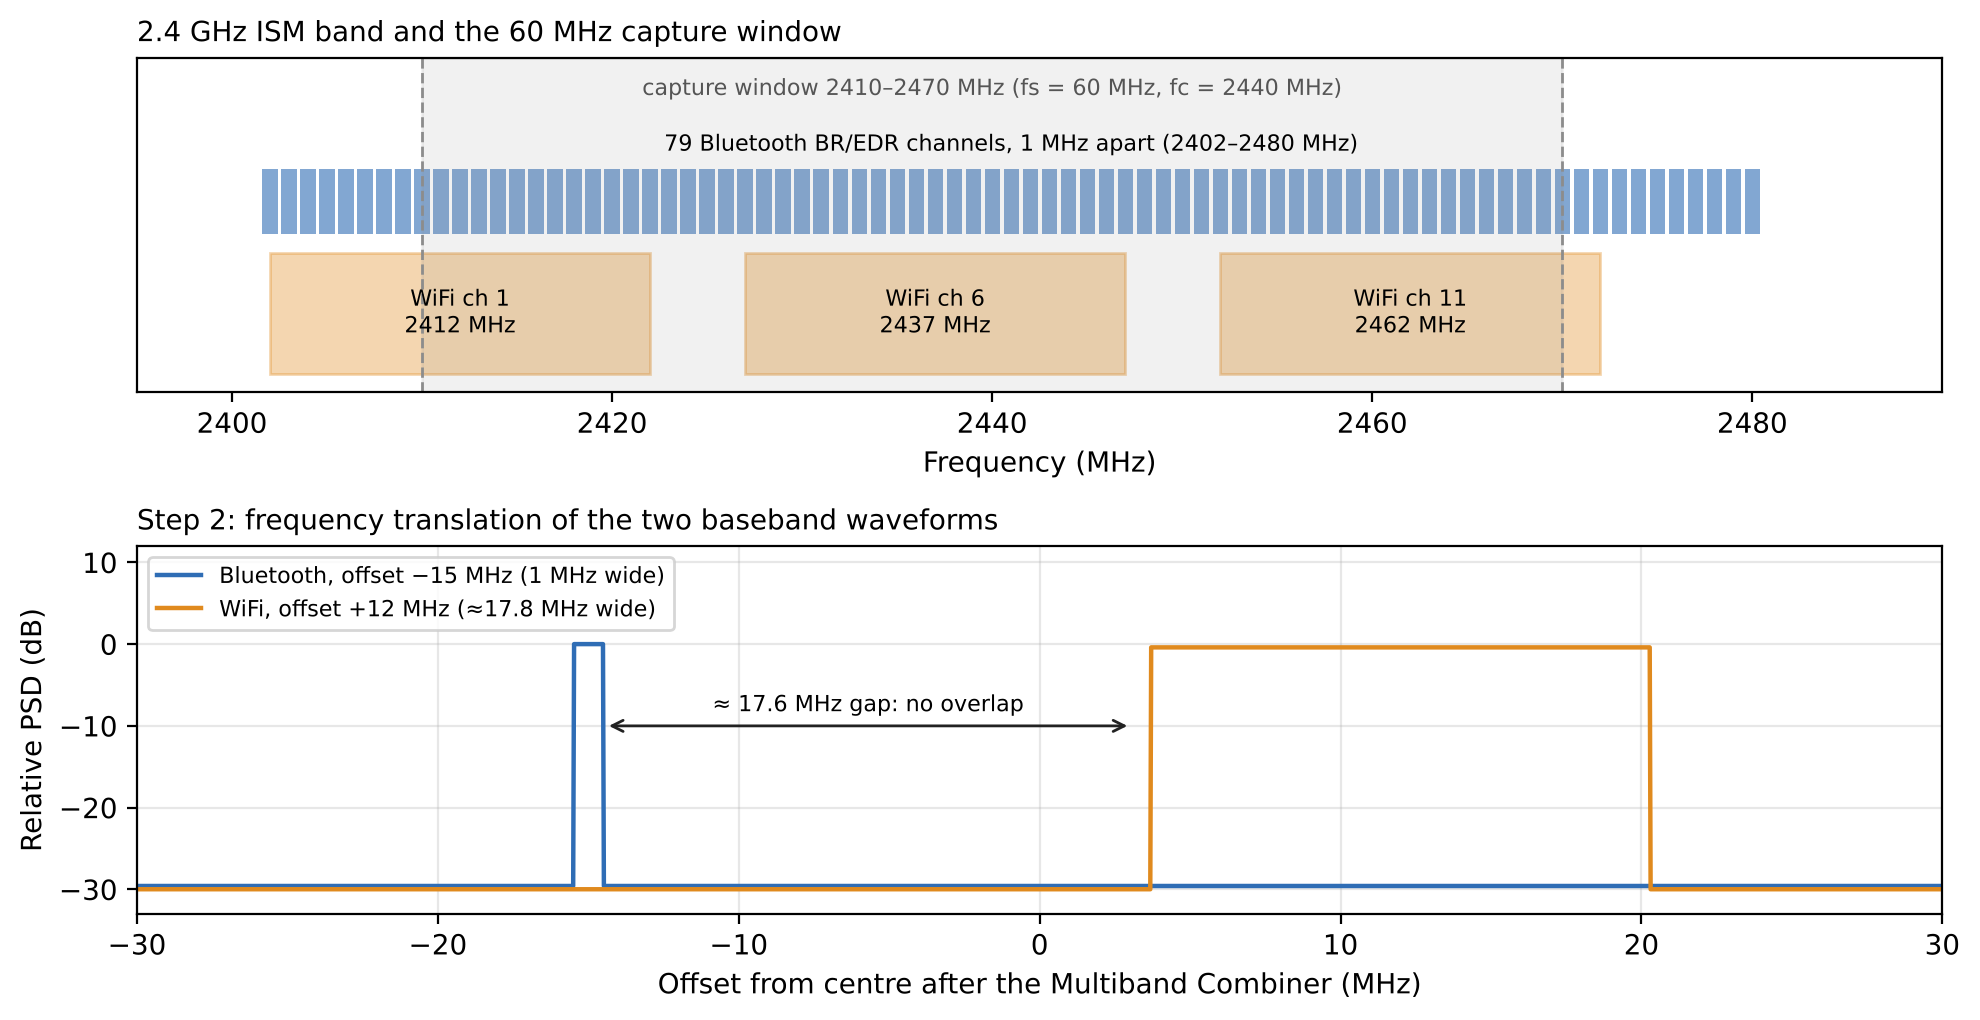 2.4 GHz ISM band and the 60 MHz capture window
capture window 2410–2470 MHz (fs = 60 MHz, fc = 2440 MHz)
79 Bluetooth BR/EDR channels, 1 MHz apart (2402–2480 MHz)
WiFi ch 1
2412 MHz
WiFi ch 6
2437 MHz
WiFi ch 11
2462 MHz
2400
2420
2440
2460
2480
Frequency (MHz)
Step 2: frequency translation of the two baseband waveforms
Relative PSD (dB)
10
0
−10
−20
−30
Bluetooth, offset −15 MHz (1 MHz wide)
WiFi, offset +12 MHz (≈17.8 MHz wide)
≈ 17.6 MHz gap: no overlap
−30
−20
−10
0
10
20
30
Offset from centre after the Multiband Combiner (MHz)